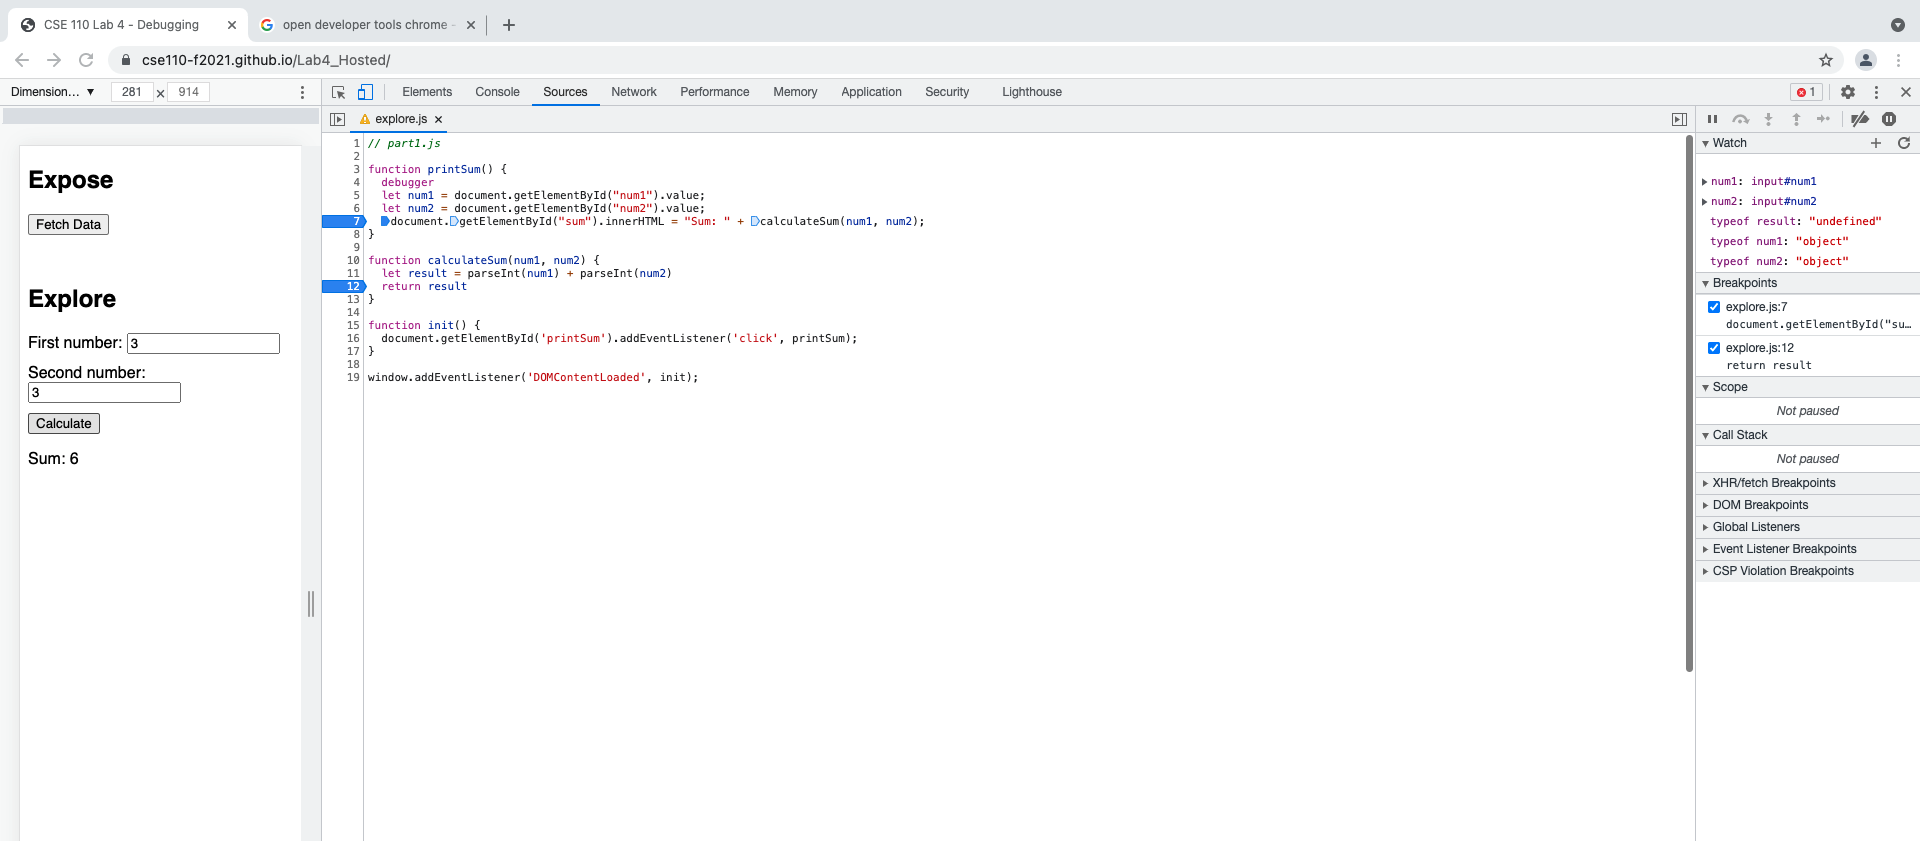 CSE 110 Lab 4 - Debugging
open developer tools chrome -
cse110-f2021.github.io/Lab4_Hosted/
Dimension... 281 x 914
Elements Console Sources Network Performance Memory Application Security Lighthouse 1
explore.js
Expose
Fetch Data
Explore
First number: 3
Second number:
3
Calculate
Sum: 6
1 // part1.js
2
3 function printSum() {
4 debugger
5 let num1 = document.getElementById("num1").value;
6 let num2 = document.getElementById("num2").value;
7 document.getElementById("sum").innerHTML = "Sum: " + calculateSum(num1, num2);
8 }
9
10 function calculateSum(num1, num2) {
11 let result = parseInt(num1) + parseInt(num2)
12 return result
13 }
14
15 function init() {
16 document.getElementById('printSum').addEventListener('click', printSum);
17 }
18
19 window.addEventListener('DOMContentLoaded', init);
Watch
num1: input#num1
num2: input#num2
typeof result: "undefined"
typeof num1: "object"
typeof num2: "object"
Breakpoints
explore.js:7
document.getElementById("su…
explore.js:12
return result
Scope
Not paused
Call Stack
Not paused
XHR/fetch Breakpoints
DOM Breakpoints
Global Listeners
Event Listener Breakpoints
CSP Violation Breakpoints